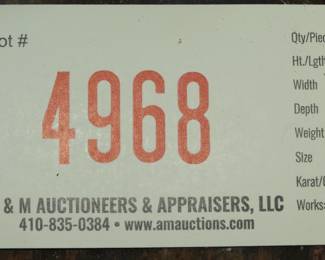 ot #
4968
& M AUCTIONEERS & APPRAISERS, LLC
410-835-0384 • www.amauctions.com
Qty/Piec
Ht./Lgth
Width
Depth
Weight
Size
Karat/
Works: